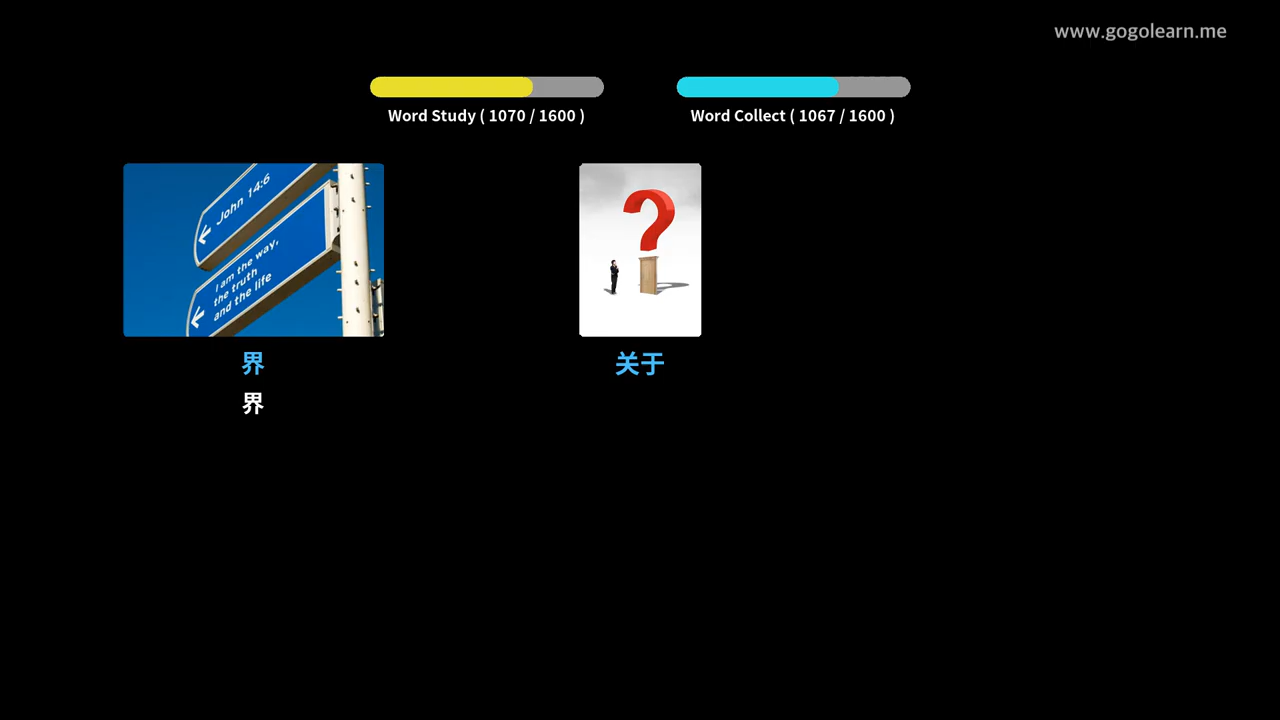 www.gogolearn.me
Word Study ( 1070 / 1600 )
Word Collect ( 1067 / 1600 )
John 14:6
I am the way,
the truth
and the life
界
关于
界